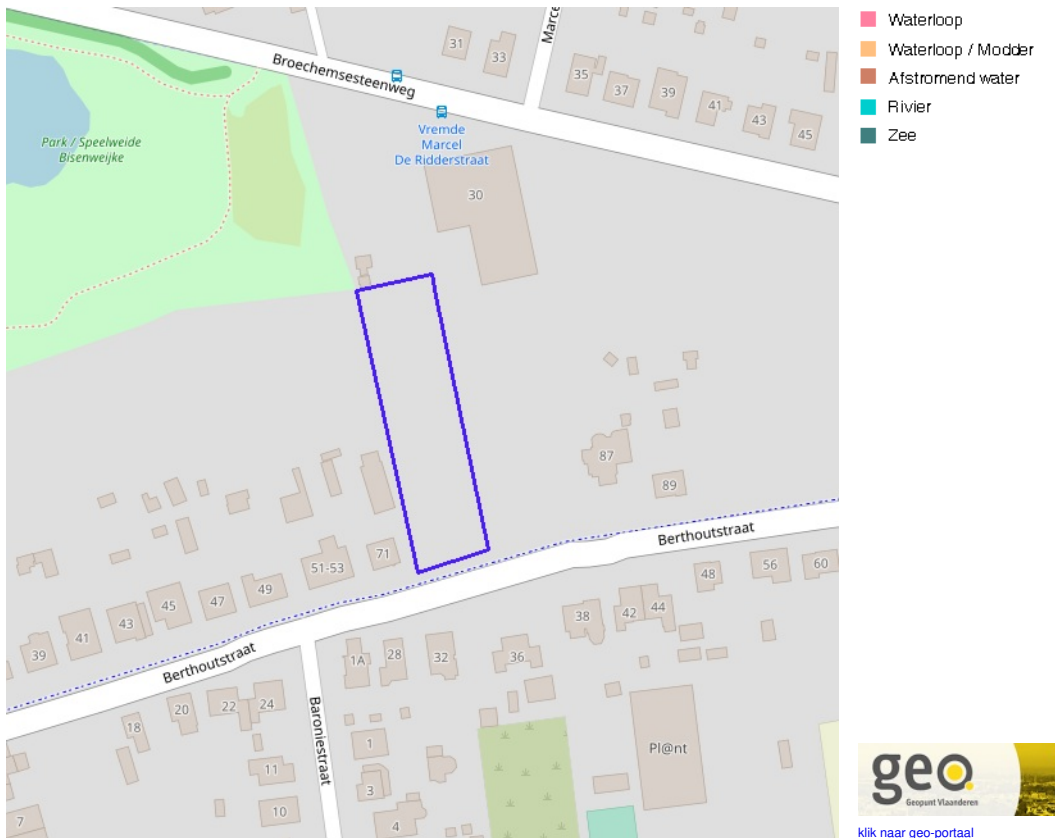 Broechemsesteenweg
Marcel
31
33
35
37
39
41
43
45
Park / Speelweide
Bisenweijke
Vremde
Marcel
De Ridderstraat
30
87
89
71
51-53
49
47
45
43
41
39
Berthoutstraat
Berthoutstraat
Baroniestraat
1A
28
32
36
38
42
44
48
56
60
18
20
22
24
11
10
1
3
4
7
Pl@nt
Waterloop
Waterloop / Modder
Afstromend water
Rivier
Zee
geo
Geopunt Vlaanderen
klik naar geo-portaal